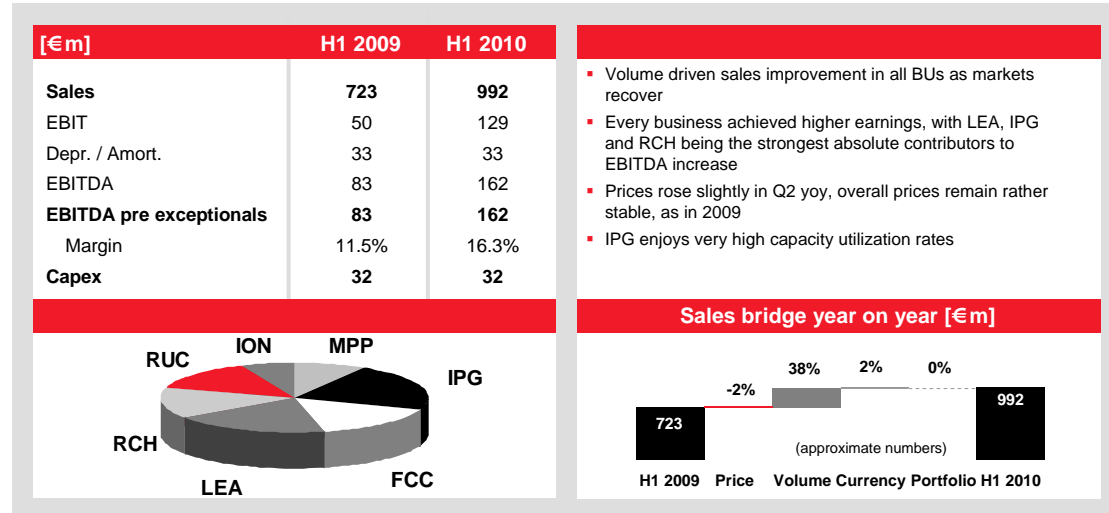 [€m] H1 2009 H1 2010
Sales 723 992
EBIT 50 129
Depr. / Amort. 33 33
EBITDA 83 162
EBITDA pre exceptionals 83 162
Margin 11.5% 16.3%
Capex 32 32
Volume driven sales improvement in all BUs as markets
recover
Every business achieved higher earnings, with LEA, IPG
and RCH being the strongest absolute contributors to
EBITDA increase
Prices rose slightly in Q2 yoy, overall prices remain rather
stable, as in 2009
IPG enjoys very high capacity utilization rates
RUC ION MPP
IPG
RCH
LEA FCC
Sales bridge year on year [€m]
-2% 38% 2% 0%
723 992
(approximate numbers)
H1 2009 Price Volume Currency Portfolio H1 2010